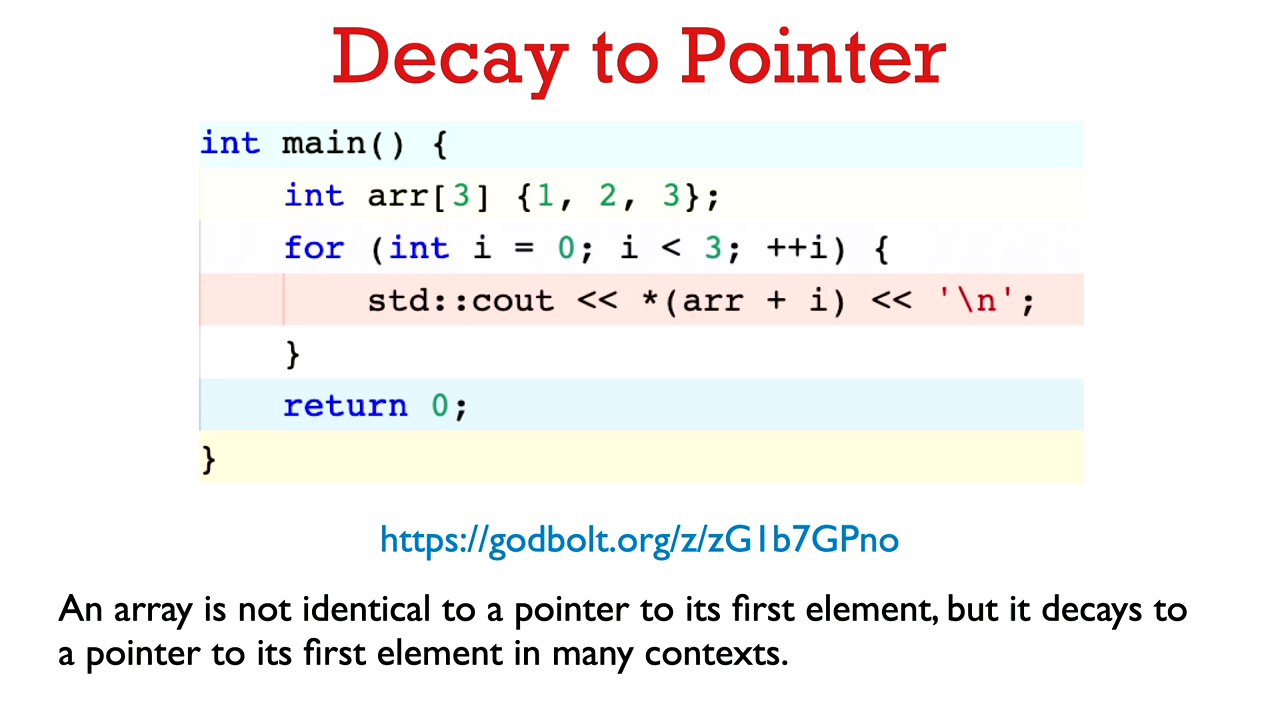 Decay to Pointer
int main() {
    int arr[3] {1, 2, 3};
    for (int i = 0; i < 3; ++i) {
        std::cout << *(arr + i) << '\n';
    }
    return 0;
}
https://godbolt.org/z/zG1b7GPno
An array is not identical to a pointer to its first element, but it decays to
a pointer to its first element in many contexts.